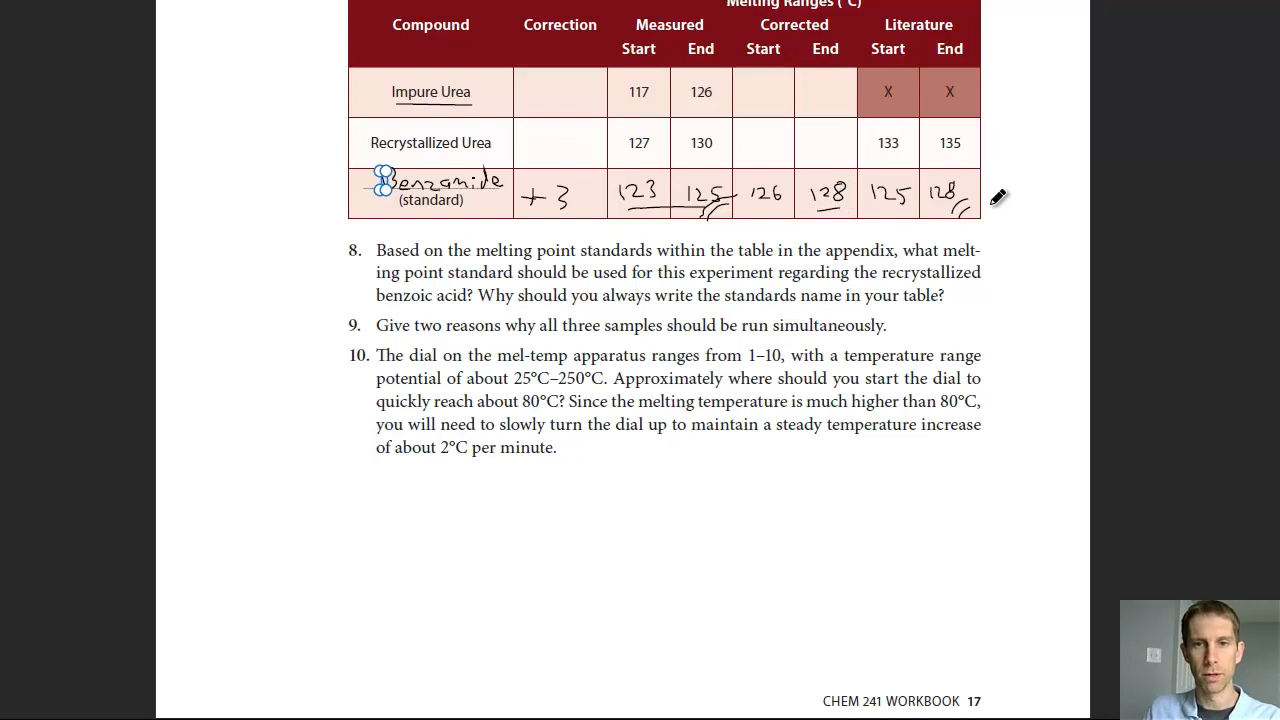 Melting Ranges (°C)
Compound Correction Measured Corrected Literature
Start End Start End Start End
Impure Urea 117 126 X X
Recrystallized Urea 127 130 133 135
Benzamide
(standard) + 3 123 125 126 128 125 128
8. Based on the melting point standards within the table in the appendix, what melt-
ing point standard should be used for this experiment regarding the recrystallized
benzoic acid? Why should you always write the standards name in your table?
9. Give two reasons why all three samples should be run simultaneously.
10. The dial on the mel-temp apparatus ranges from 1–10, with a temperature range
potential of about 25°C–250°C. Approximately where should you start the dial to
quickly reach about 80°C? Since the melting temperature is much higher than 80°C,
you will need to slowly turn the dial up to maintain a steady temperature increase
of about 2°C per minute.
CHEM 241 WORKBOOK 17